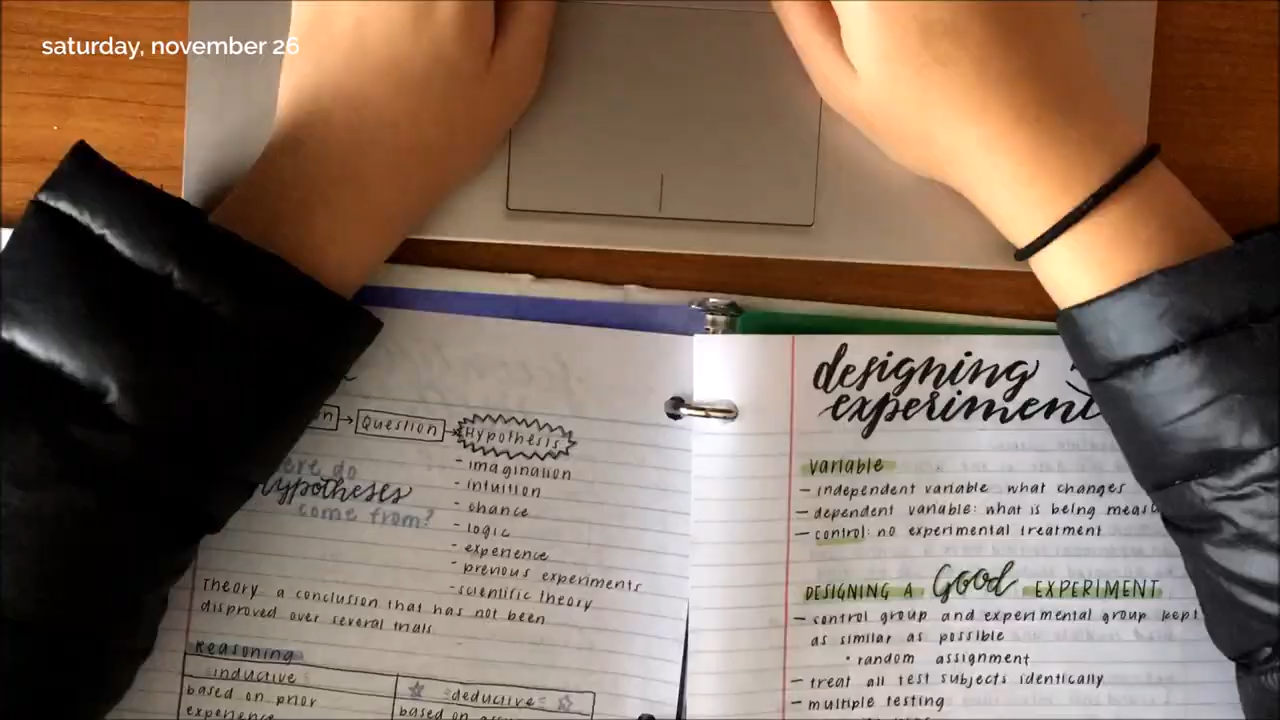 saturday, november 26
Question
Hypothesis
- imagination
- intuition
- chance
- logic
- experience
- previous experiments
- scientific theory
do
hypotheses
come from?
Theory a conclusion that has not been
disproved over several trials
Reasoning
inductive
deductive
based on prior
experience
based on
designing
experiment
variable
- independent variable what changes
- dependent variable: what is being
- control: no experimental treatment
DESIGNING A Good EXPERIMENT
- control group and experimental group kept
as similar as possible
• random assignment
- treat all test subjects identically
- multiple testing